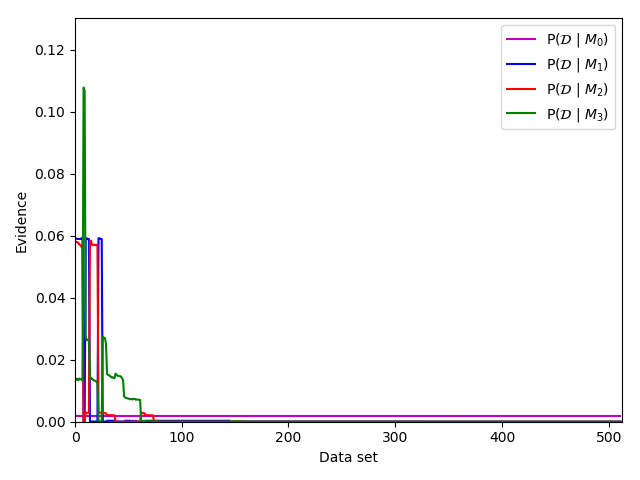 0.12
0.10
0.08
0.06
0.04
0.02
0.00
Evidence
0 100 200 300 400 500
Data set
P(𝒟 | M₀)
P(𝒟 | M₁)
P(𝒟 | M₂)
P(𝒟 | M₃)